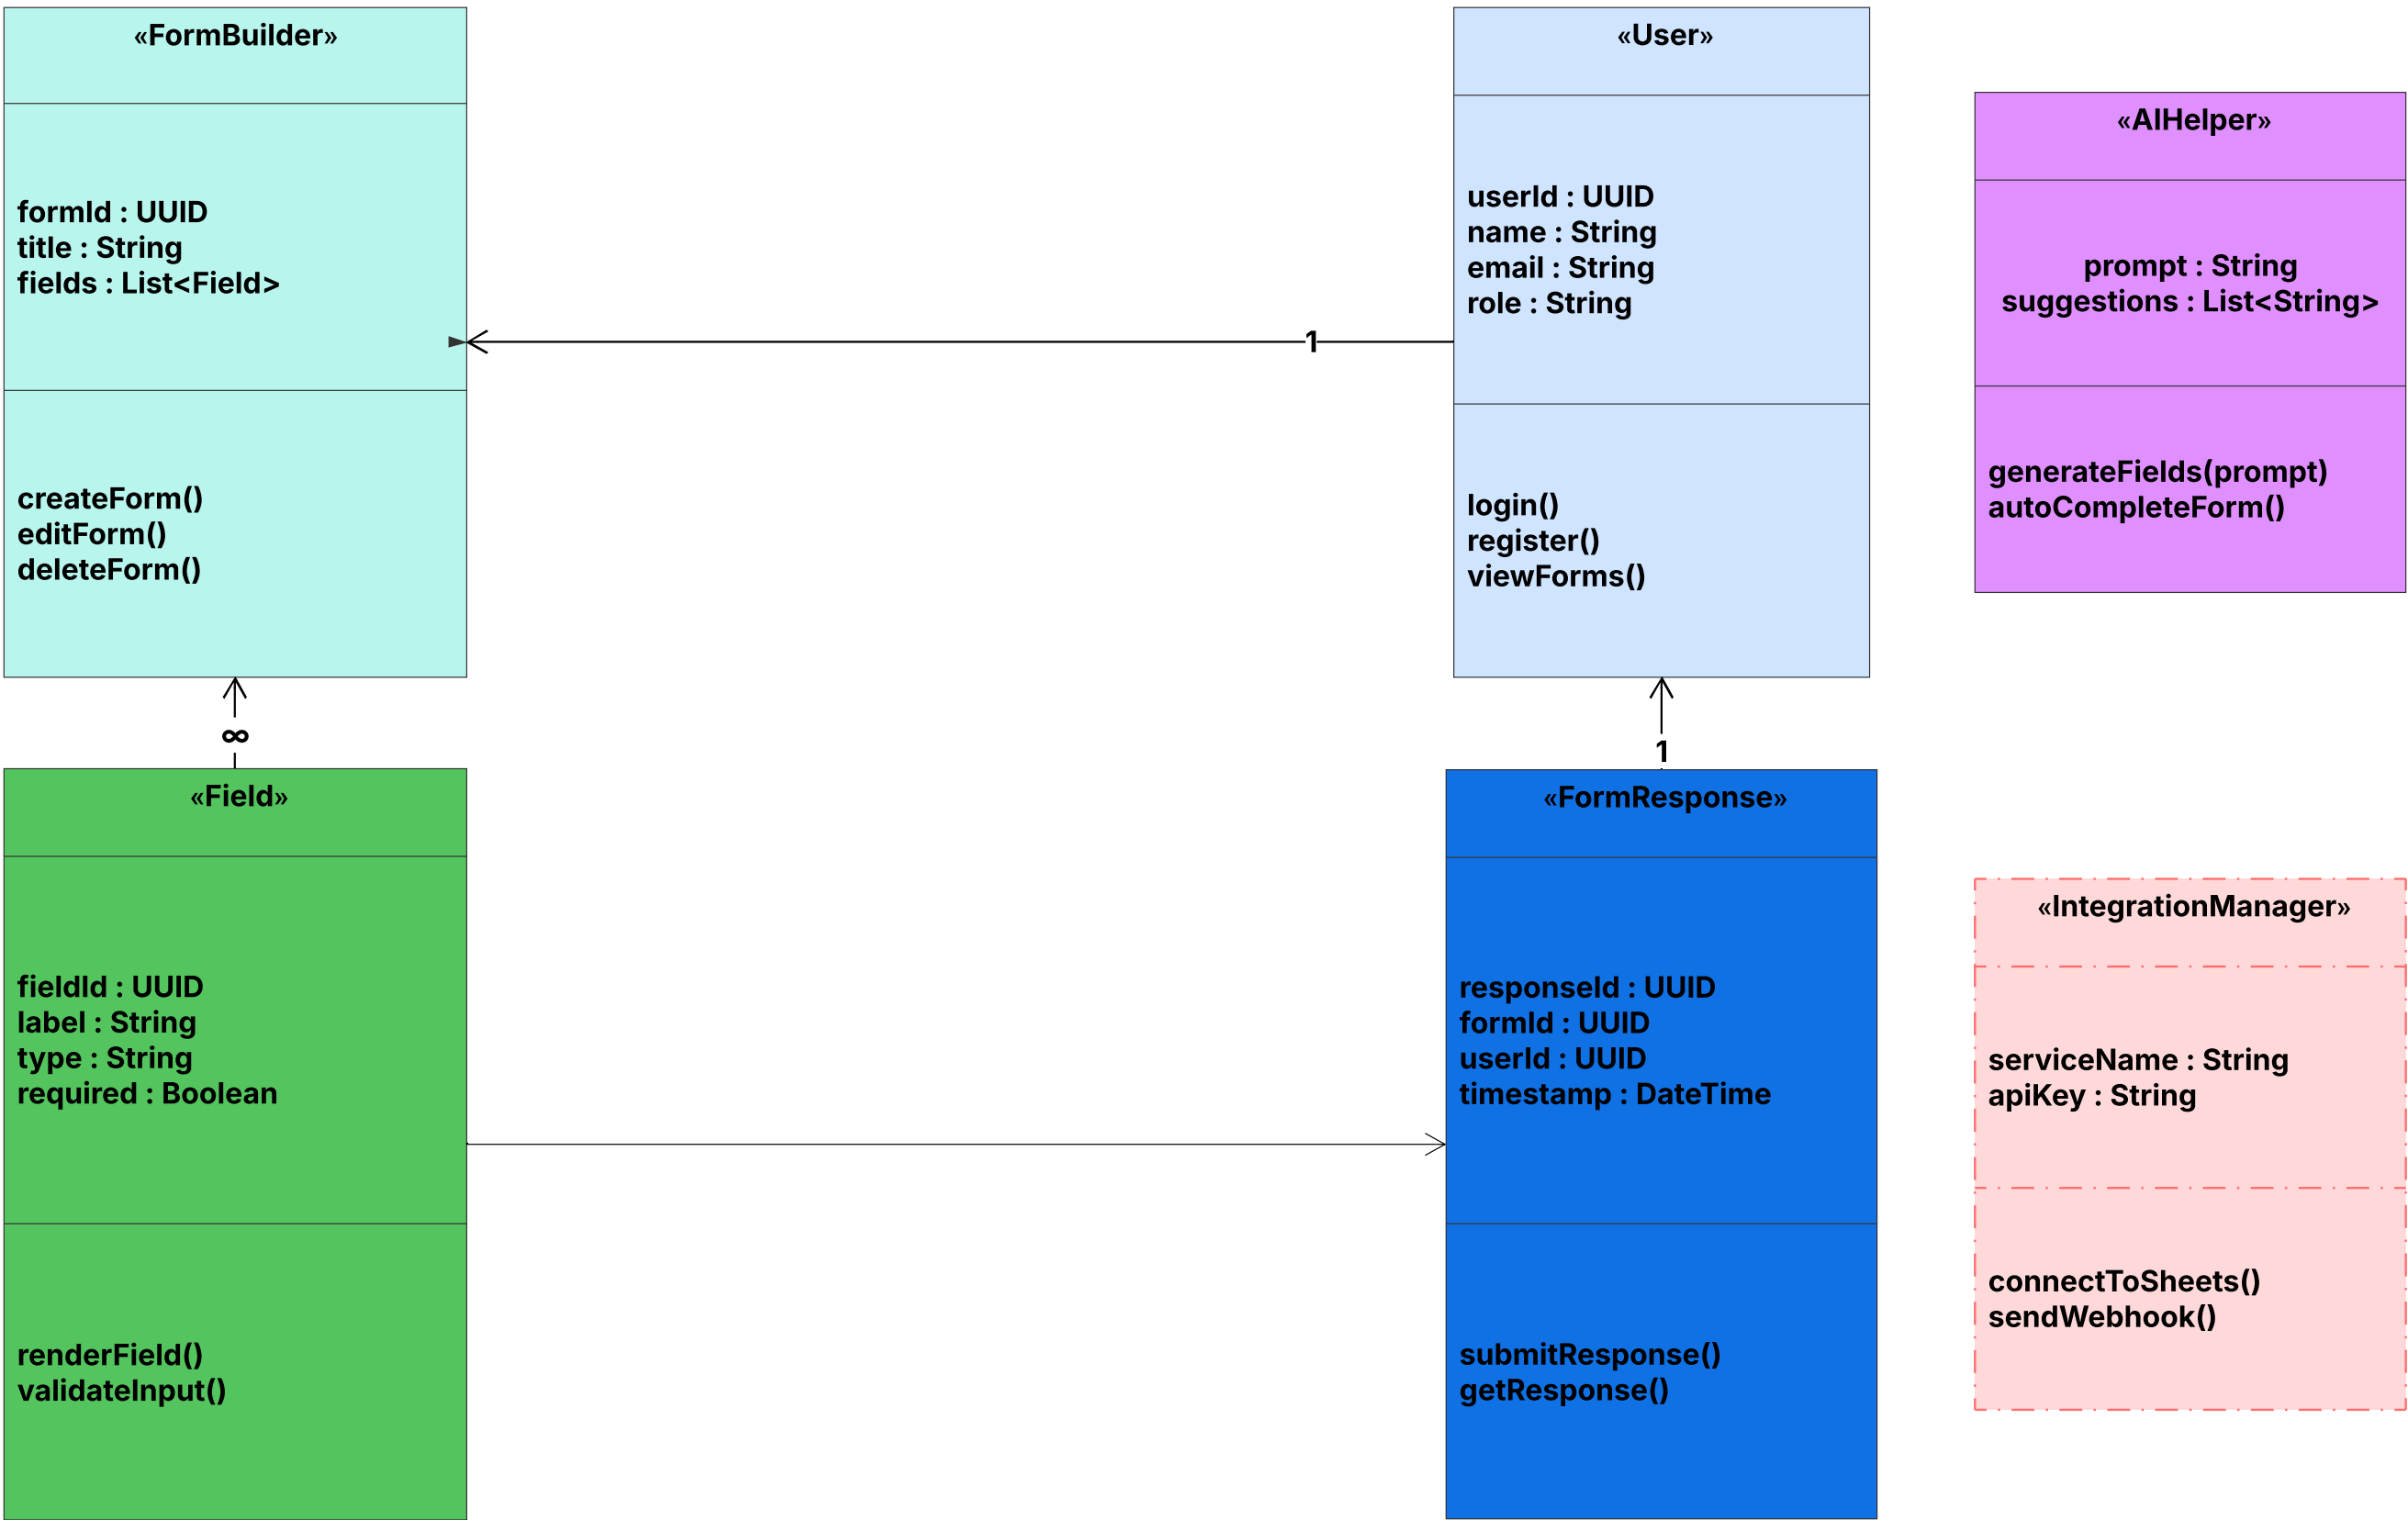 «FormBuilder»
formId : UUID
title : String
fields : List<Field>
createForm()
editForm()
deleteForm()
1
«User»
userId : UUID
name : String
email : String
role : String
login()
register()
viewForms()
«AIHelper»
prompt : String
suggestions : List<String>
generateFields(prompt)
autoCompleteForm()
∞
1
«Field»
fieldId : UUID
label : String
type : String
required : Boolean
renderField()
validateInput()
«FormResponse»
responseId : UUID
formId : UUID
userId : UUID
timestamp : DateTime
submitResponse()
getResponse()
«IntegrationManager»
serviceName : String
apiKey : String
connectToSheets()
sendWebhook()